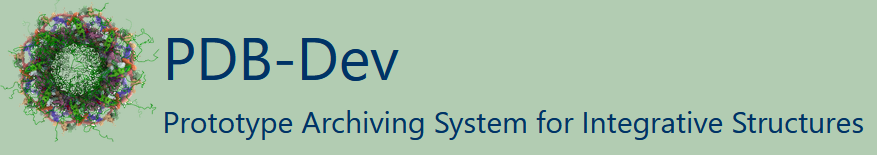 PDB-Dev
Prototype Archiving System for Integrative Structures